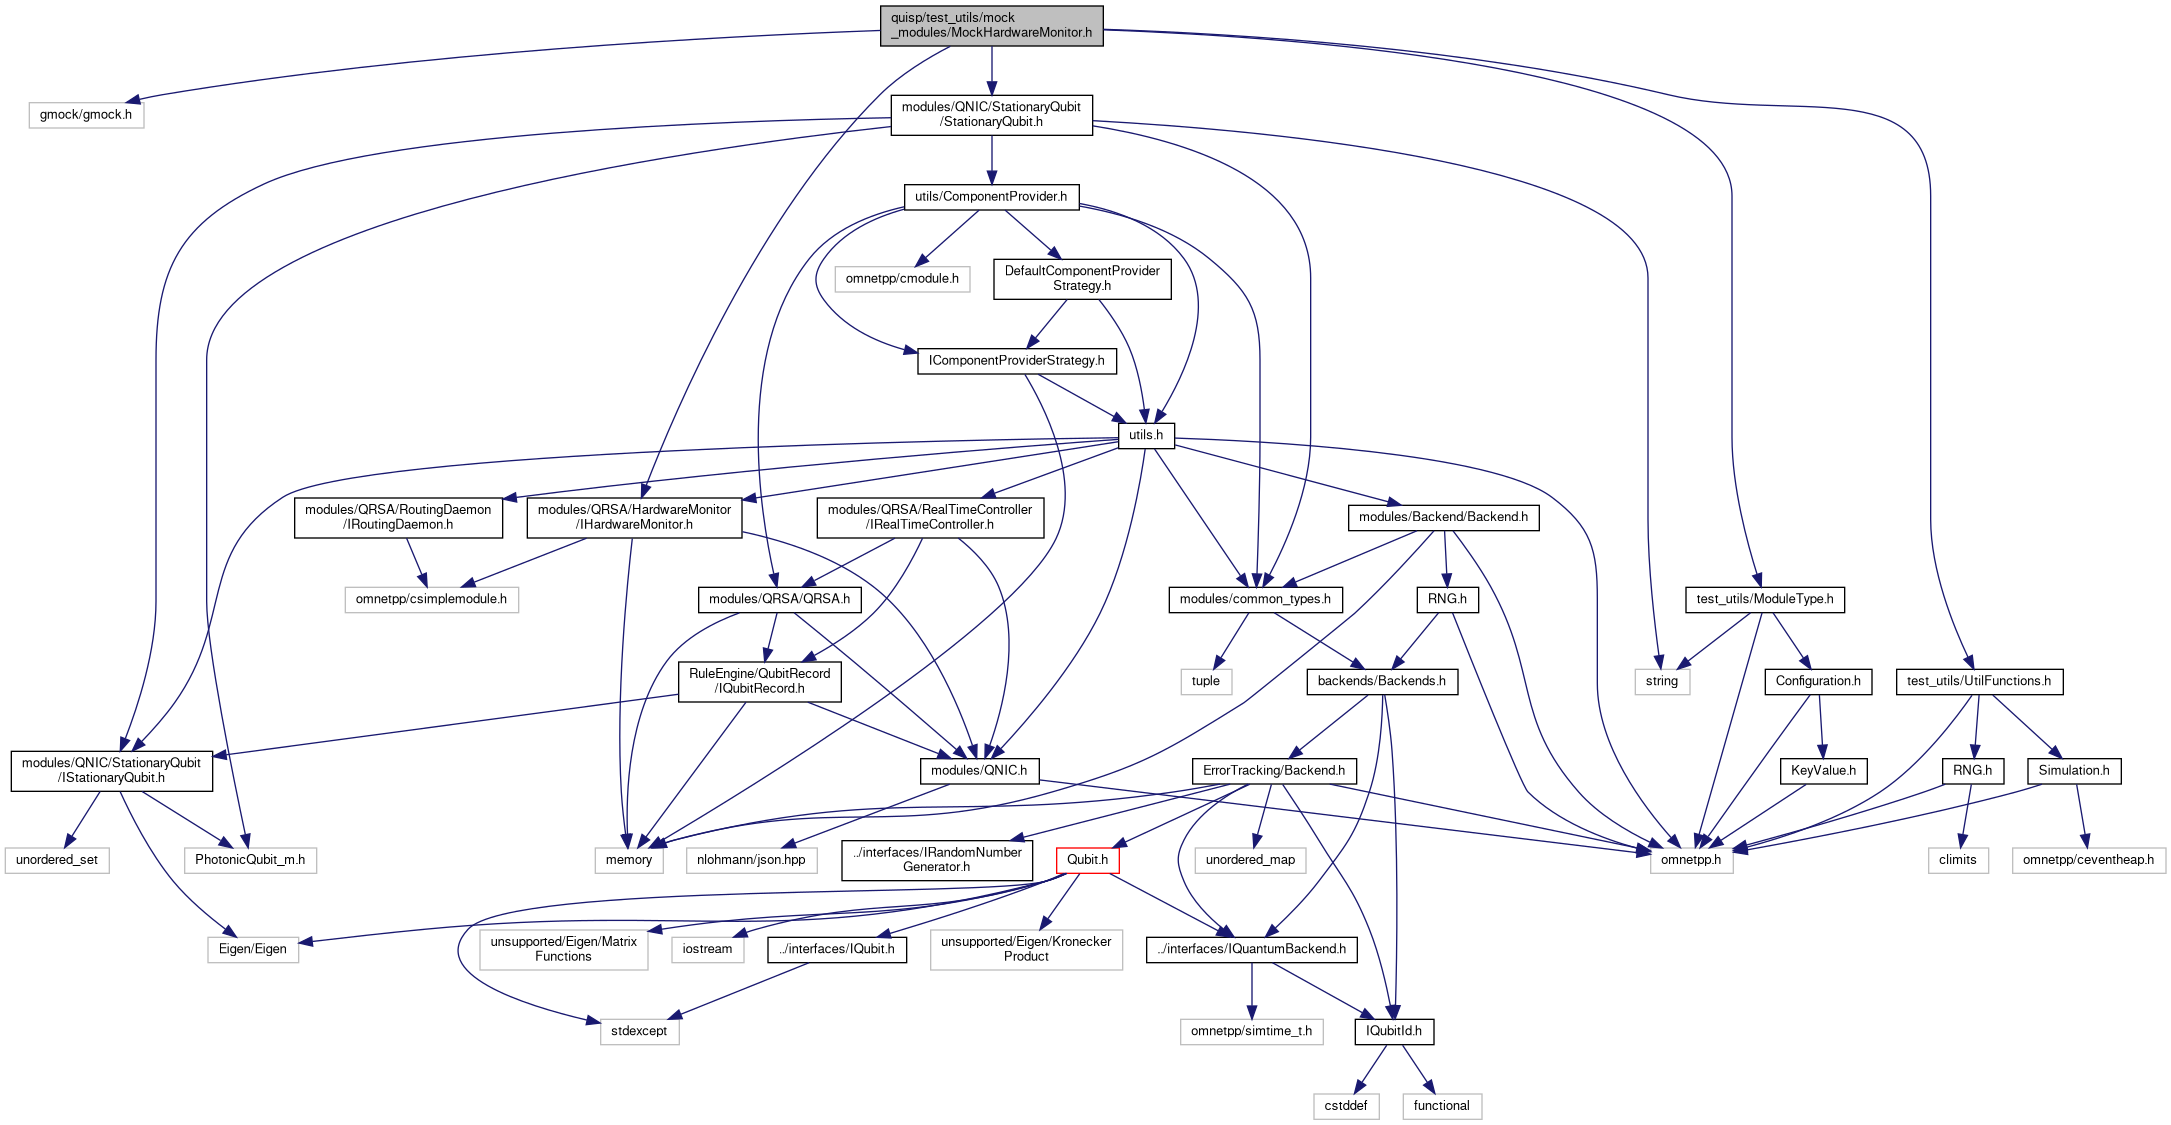 quisp/test_utils/mock
_modules/MockHardwareMonitor.h
gmock/gmock.h
modules/QNIC/StationaryQubit
/StationaryQubit.h
utils/ComponentProvider.h
omnetpp/cmodule.h
DefaultComponentProvider
Strategy.h
IComponentProviderStrategy.h
utils.h
modules/QRSA/RoutingDaemon
/IRoutingDaemon.h
modules/QRSA/HardwareMonitor
/IHardwareMonitor.h
modules/QRSA/RealTimeController
/IRealTimeController.h
modules/Backend/Backend.h
omnetpp/csimplemodule.h
modules/QRSA/QRSA.h
modules/common_types.h
RNG.h
test_utils/ModuleType.h
RuleEngine/QubitRecord
/IQubitRecord.h
tuple
backends/Backends.h
string
Configuration.h
test_utils/UtilFunctions.h
modules/QNIC/StationaryQubit
/IStationaryQubit.h
modules/QNIC.h
ErrorTracking/Backend.h
KeyValue.h
RNG.h
Simulation.h
unordered_set
PhotonicQubit_m.h
memory
nlohmann/json.hpp
../interfaces/IRandomNumber
Generator.h
Qubit.h
unordered_map
omnetpp.h
climits
omnetpp/ceventheap.h
Eigen/Eigen
unsupported/Eigen/Matrix
Functions
iostream
../interfaces/IQubit.h
unsupported/Eigen/Kronecker
Product
../interfaces/IQuantumBackend.h
stdexcept
omnetpp/simtime_t.h
IQubitId.h
cstddef
functional